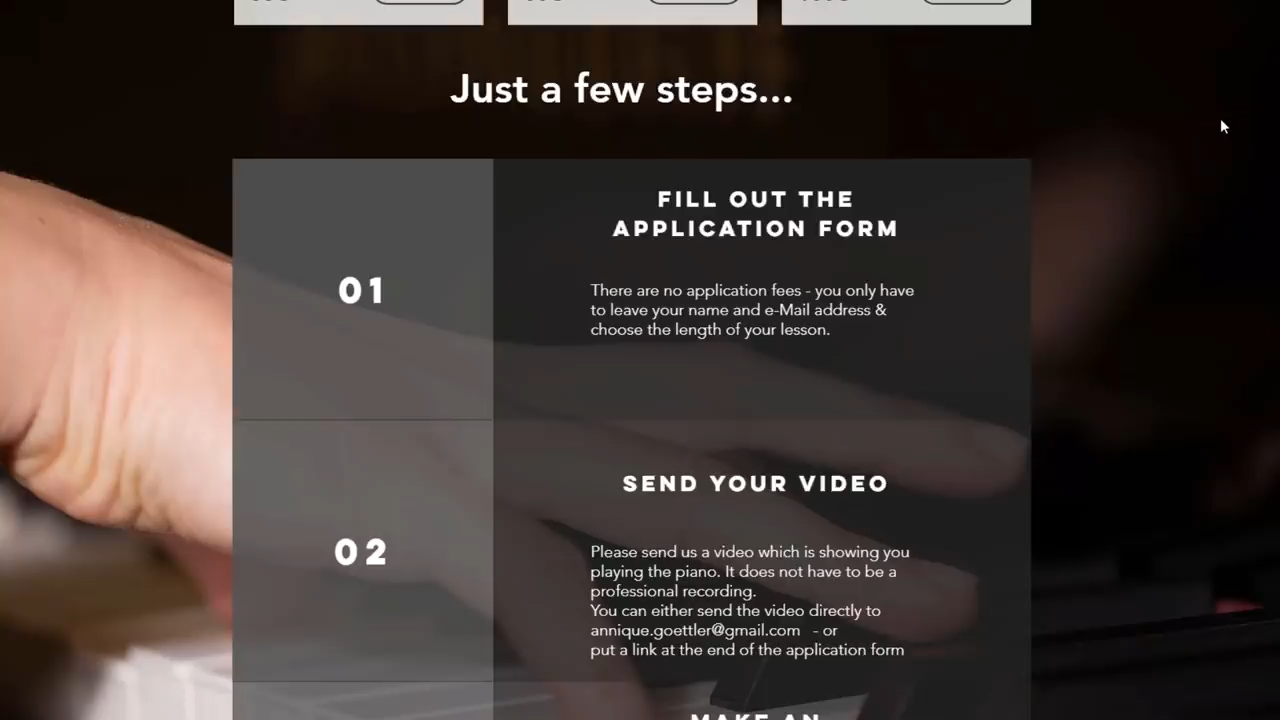 Just a few steps...
FILL OUT THE
APPLICATION FORM
01
There are no application fees - you only have
to leave your name and e-Mail address &
choose the length of your lesson.
SEND YOUR VIDEO
02
Please send us a video which is showing you
playing the piano. It does not have to be a
professional recording.
You can either send the video directly to
annique.goettler@gmail.com - or
put a link at the end of the application form
MAKE AN